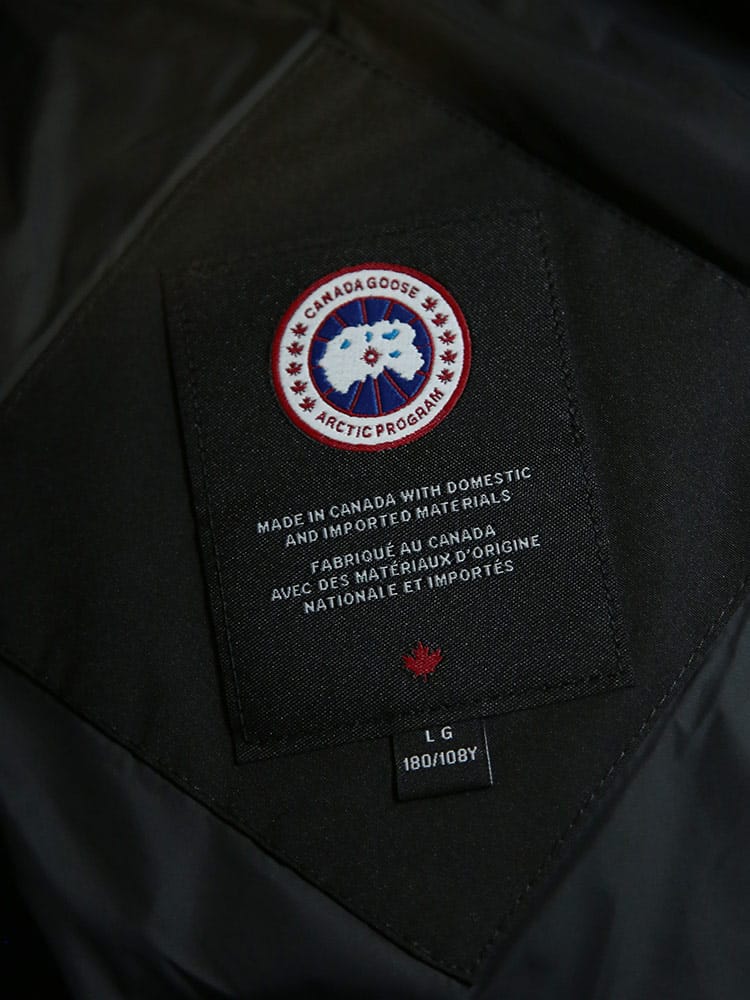 CANADA GOOSE
ARCTIC PROGRAM
MADE IN CANADA WITH DOMESTIC
AND IMPORTED MATERIALS
FABRIQUÉ AU CANADA
AVEC DES MATÉRIAUX D'ORIGINE
NATIONALE ET IMPORTÉS
L G
180/108Y